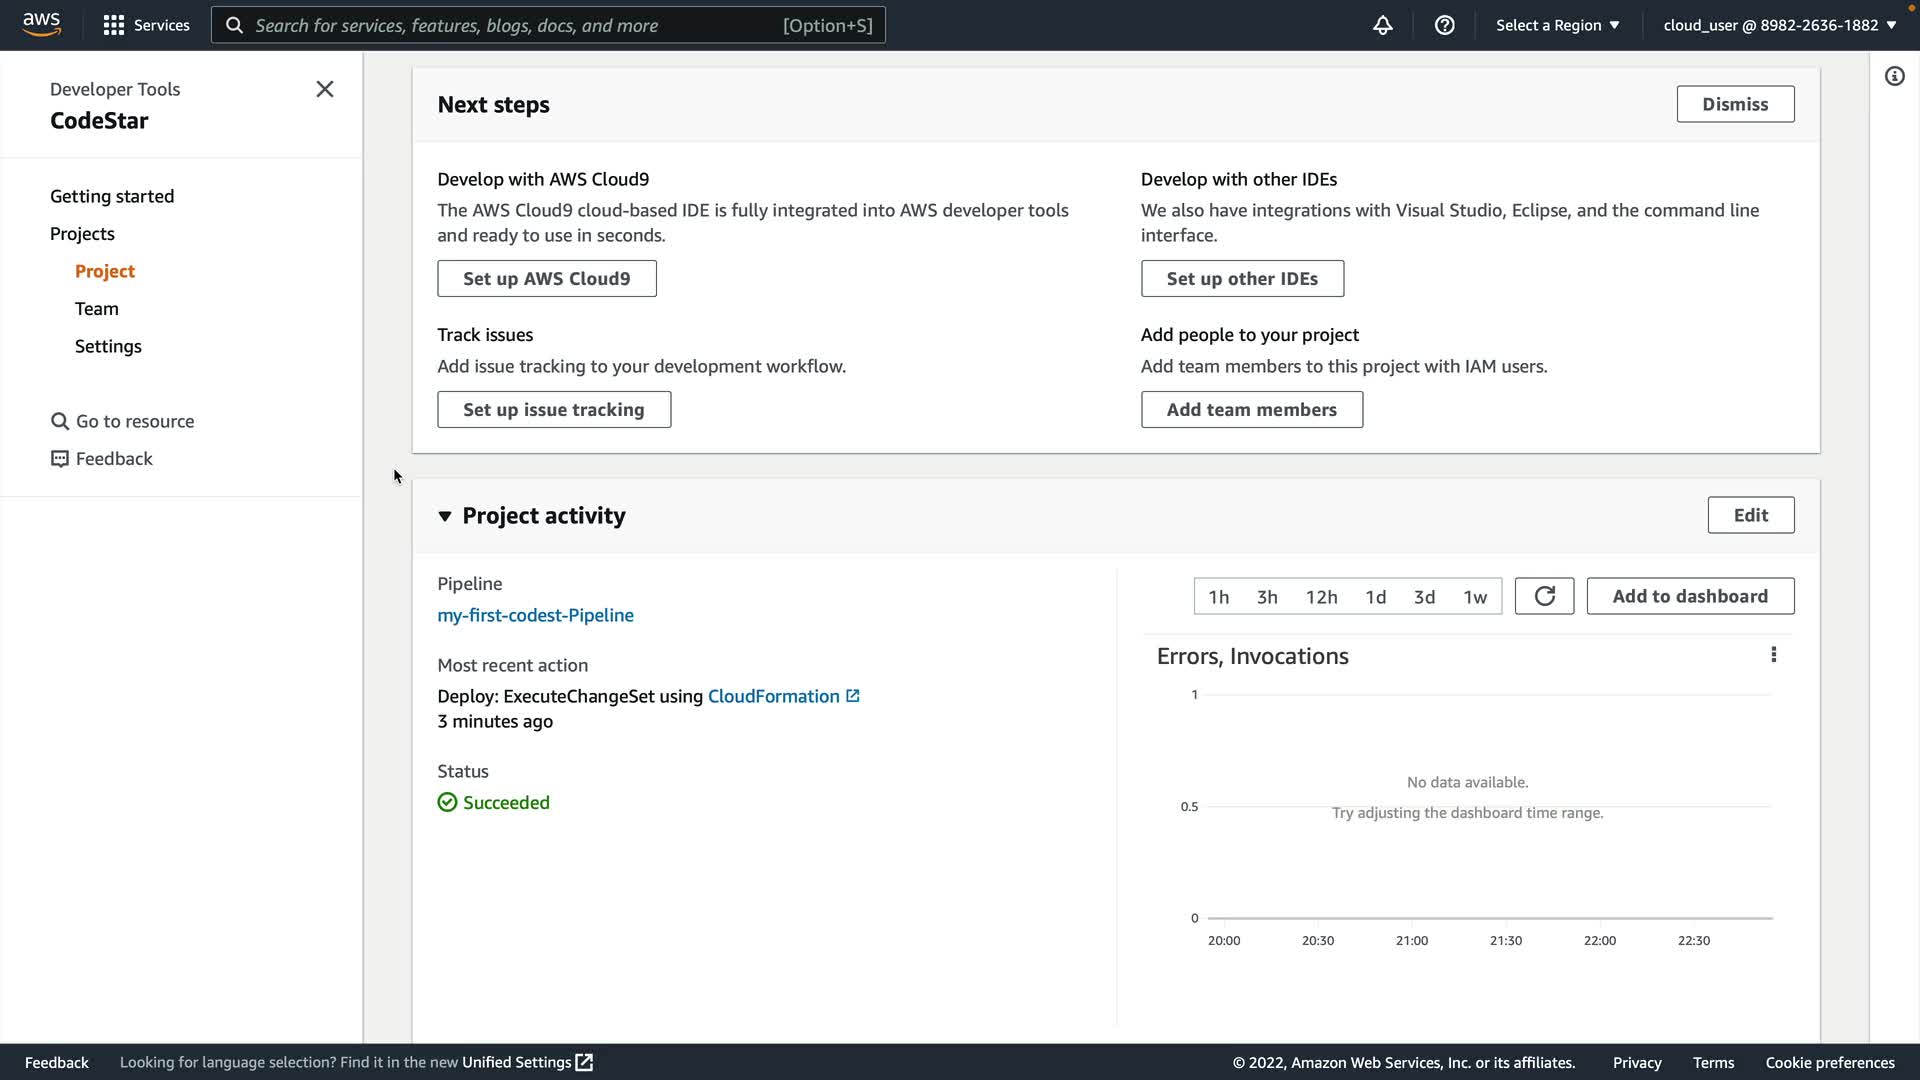 aws
Services
Search for services, features, blogs, docs, and more
[Option+S]
Select a Region ▼
cloud_user @ 8982-2636-1882 ▼
Developer Tools
CodeStar
Getting started
Projects
Project
Team
Settings
Go to resource
Feedback
Next steps
Dismiss
Develop with AWS Cloud9
The AWS Cloud9 cloud-based IDE is fully integrated into AWS developer tools
and ready to use in seconds.
Set up AWS Cloud9
Develop with other IDEs
We also have integrations with Visual Studio, Eclipse, and the command line
interface.
Set up other IDEs
Track issues
Add issue tracking to your development workflow.
Set up issue tracking
Add people to your project
Add team members to this project with IAM users.
Add team members
▼ Project activity
Edit
Pipeline
my-first-codest-Pipeline
Most recent action
Deploy: ExecuteChangeSet using CloudFormation
3 minutes ago
Status
Succeeded
1h 3h 12h 1d 3d 1w
Add to dashboard
Errors, Invocations
1
No data available.
0.5
Try adjusting the dashboard time range.
0
20:00 20:30 21:00 21:30 22:00 22:30
Feedback
Looking for language selection? Find it in the new Unified Settings
© 2022, Amazon Web Services, Inc. or its affiliates.
Privacy
Terms
Cookie preferences